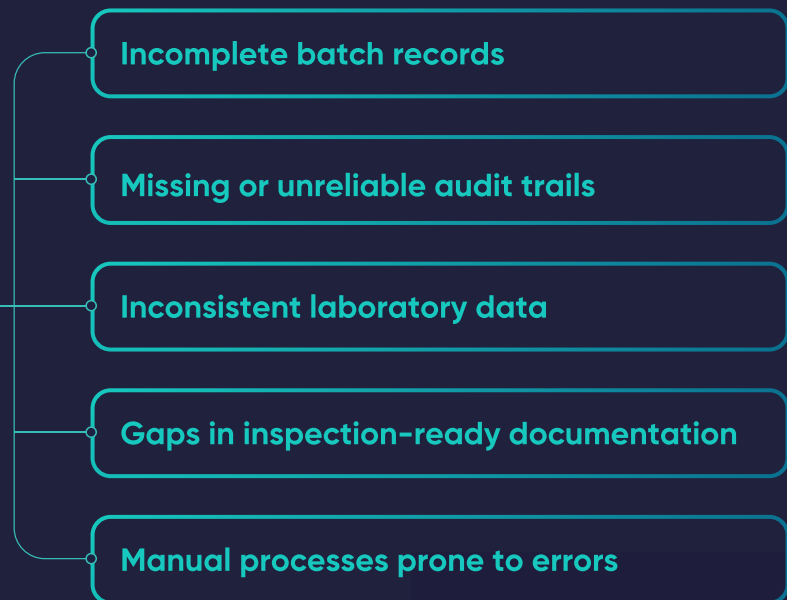 Incomplete batch records
Missing or unreliable audit trails
Inconsistent laboratory data
Gaps in inspection-ready documentation
Manual processes prone to errors